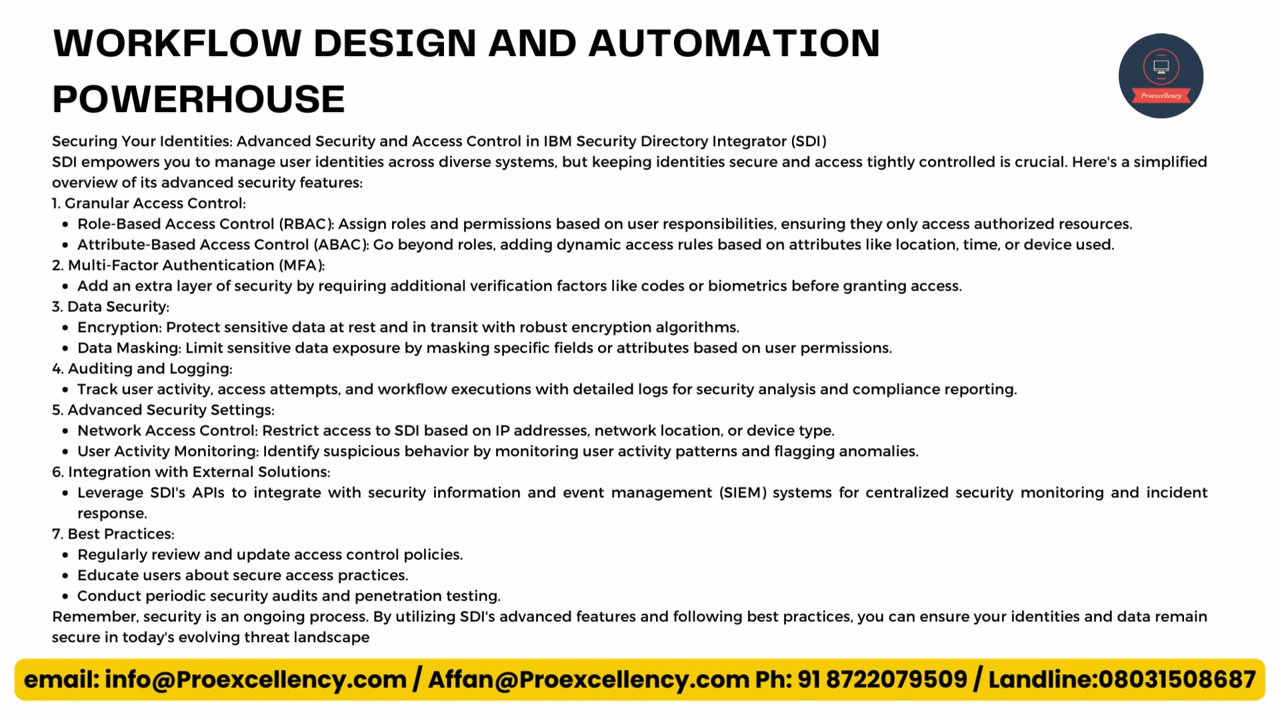 WORKFLOW DESIGN AND AUTOMATION
POWERHOUSE
Proexcellency
Securing Your Identities: Advanced Security and Access Control in IBM Security Directory Integrator (SDI)
SDI empowers you to manage user identities across diverse systems, but keeping identities secure and access tightly controlled is crucial. Here's a simplified
overview of its advanced security features:
1. Granular Access Control:
• Role-Based Access Control (RBAC): Assign roles and permissions based on user responsibilities, ensuring they only access authorized resources.
• Attribute-Based Access Control (ABAC): Go beyond roles, adding dynamic access rules based on attributes like location, time, or device used.
2. Multi-Factor Authentication (MFA):
• Add an extra layer of security by requiring additional verification factors like codes or biometrics before granting access.
3. Data Security:
• Encryption: Protect sensitive data at rest and in transit with robust encryption algorithms.
• Data Masking: Limit sensitive data exposure by masking specific fields or attributes based on user permissions.
4. Auditing and Logging:
• Track user activity, access attempts, and workflow executions with detailed logs for security analysis and compliance reporting.
5. Advanced Security Settings:
• Network Access Control: Restrict access to SDI based on IP addresses, network location, or device type.
• User Activity Monitoring: Identify suspicious behavior by monitoring user activity patterns and flagging anomalies.
6. Integration with External Solutions:
• Leverage SDI's APIs to integrate with security information and event management (SIEM) systems for centralized security monitoring and incident
response.
7. Best Practices:
• Regularly review and update access control policies.
• Educate users about secure access practices.
• Conduct periodic security audits and penetration testing.
Remember, security is an ongoing process. By utilizing SDI's advanced features and following best practices, you can ensure your identities and data remain
secure in today's evolving threat landscape
email: info@Proexcellency.com / Affan@Proexcellency.com Ph: 91 8722079509 / Landline:08031508687